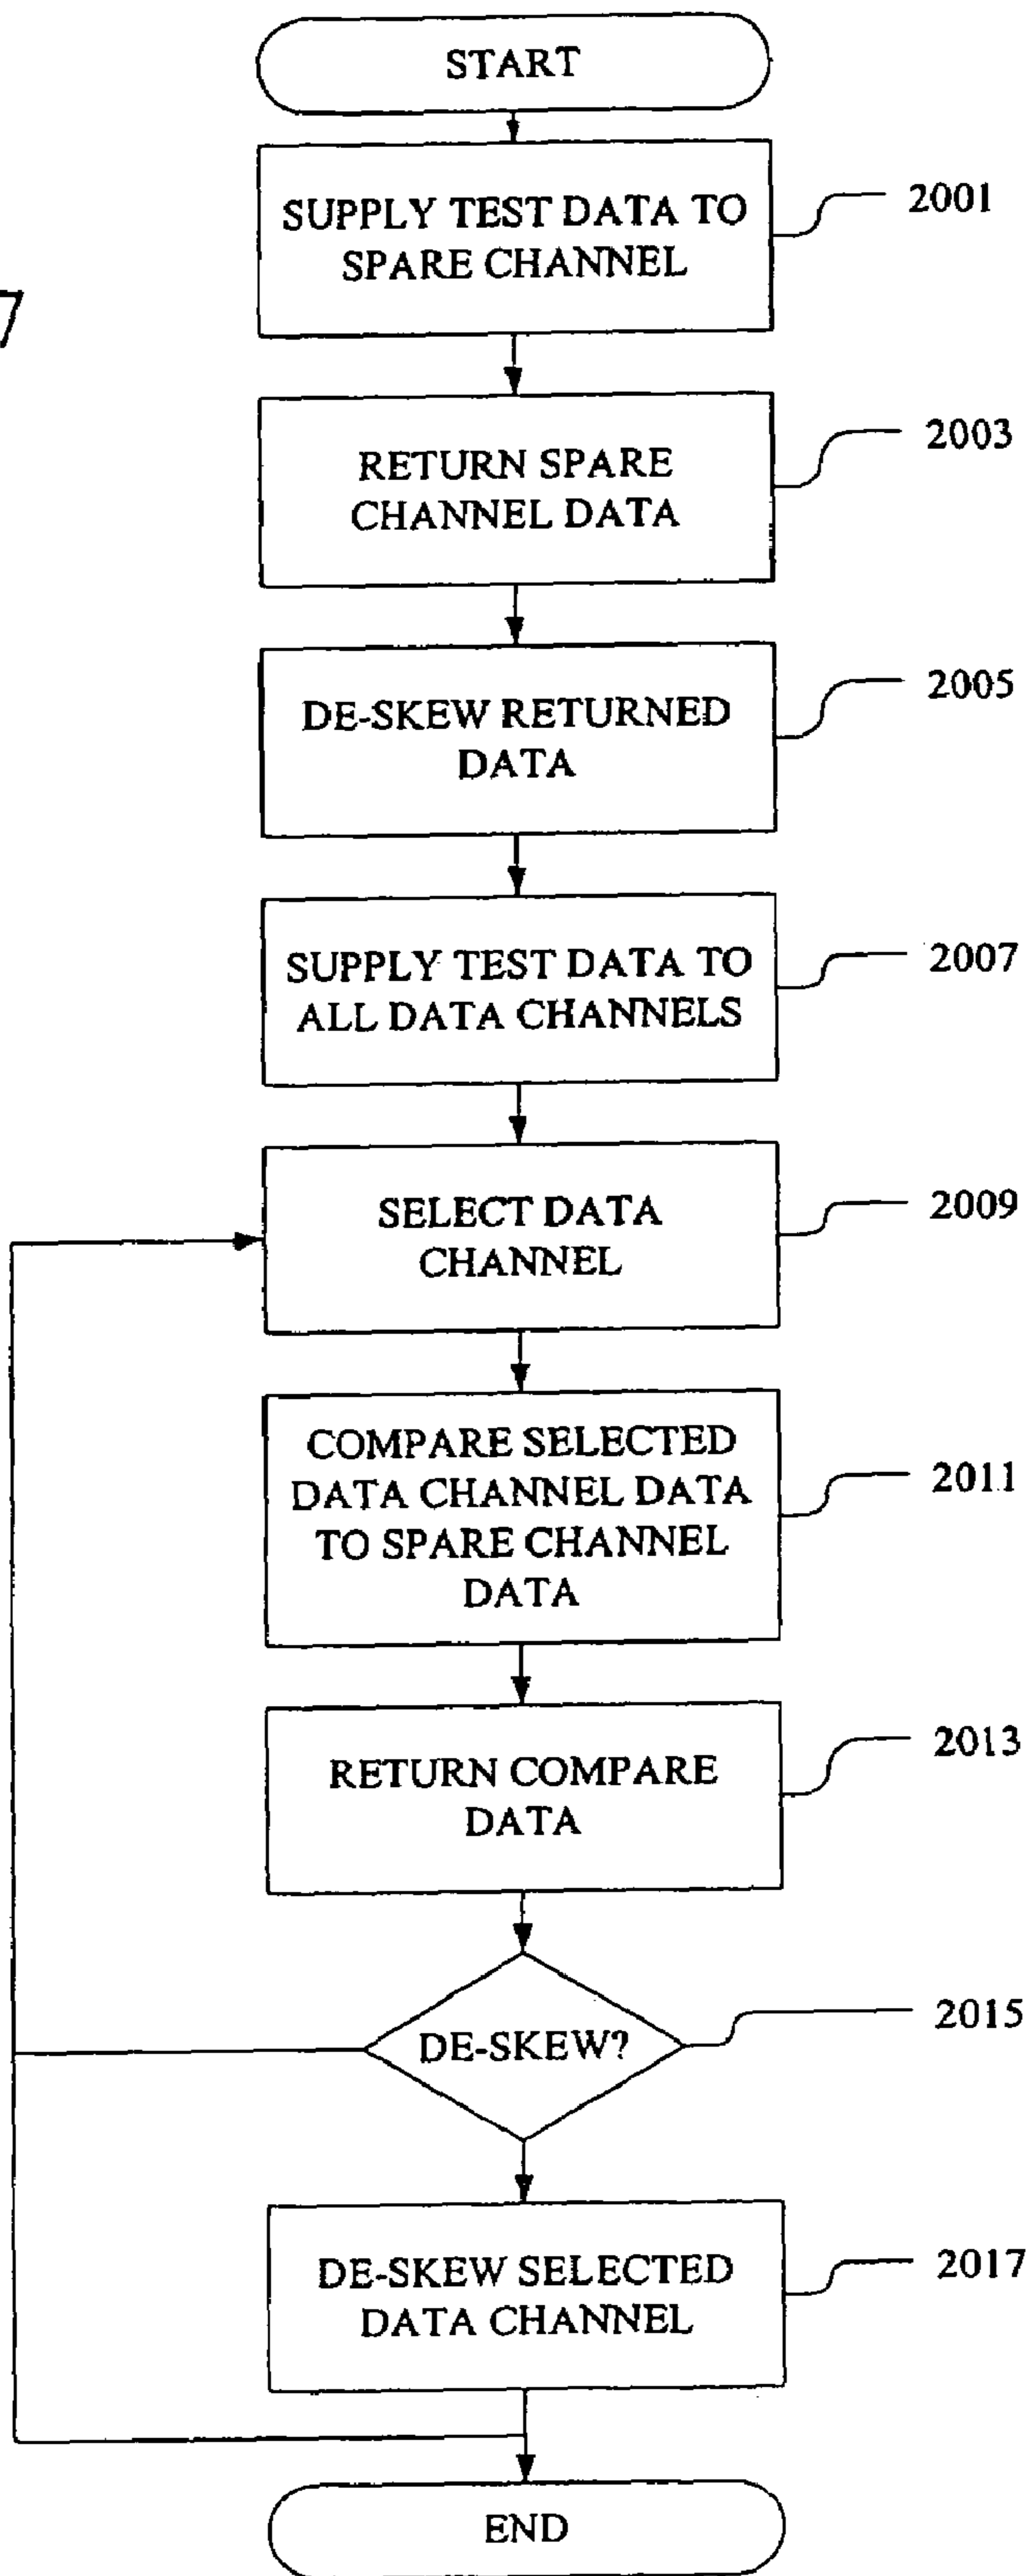 START
SUPPLY TEST DATA TO
SPARE CHANNEL
2001
7
RETURN SPARE
CHANNEL DATA
2003
DE-SKEW RETURNED
DATA
2005
SUPPLY TEST DATA TO
ALL DATA CHANNELS
2007
SELECT DATA
CHANNEL
2009
COMPARE SELECTED
DATA CHANNEL DATA
TO SPARE CHANNEL
DATA
2011
RETURN COMPARE
DATA
2013
DE-SKEW?
2015
DE-SKEW SELECTED
DATA CHANNEL
2017
END